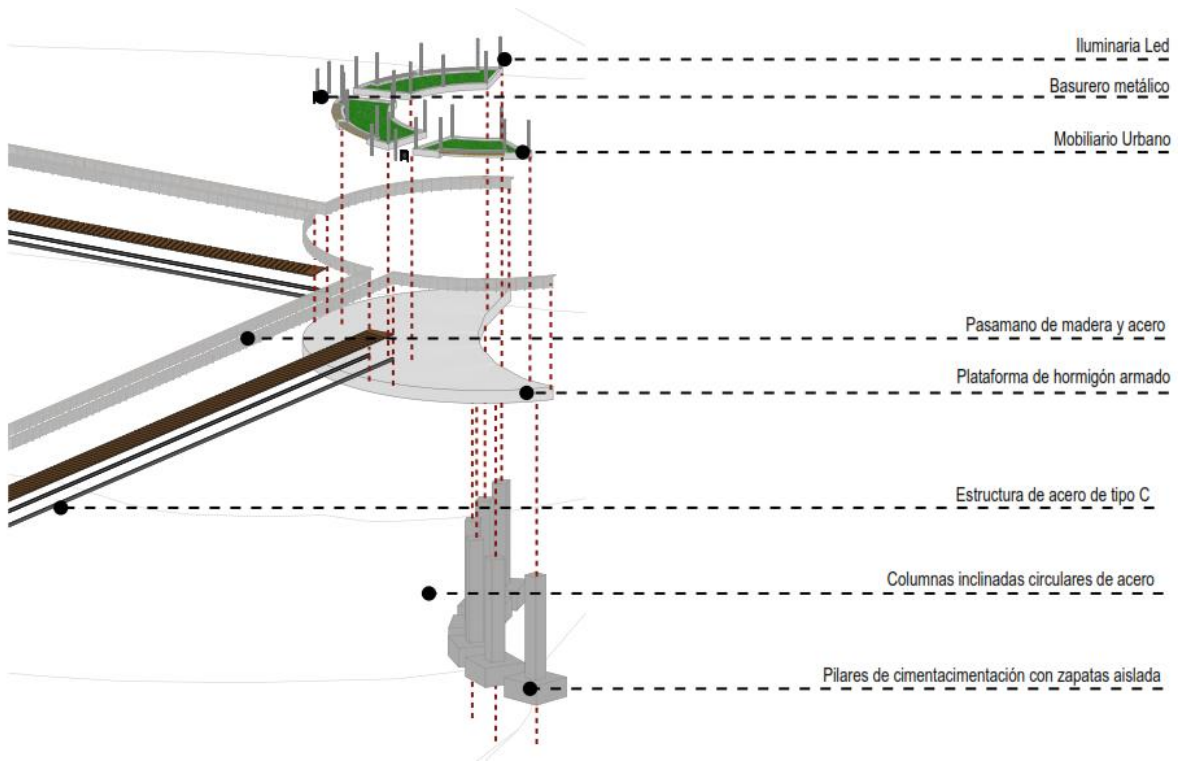 Iluminaria Led
Basurero metálico
Mobiliario Urbano
Pasamano de madera y acero
Plataforma de hormigón armado
Estructura de acero de tipo C
Columnas inclinadas circulares de acero
Pilares de cimentacimentación con zapatas aislada